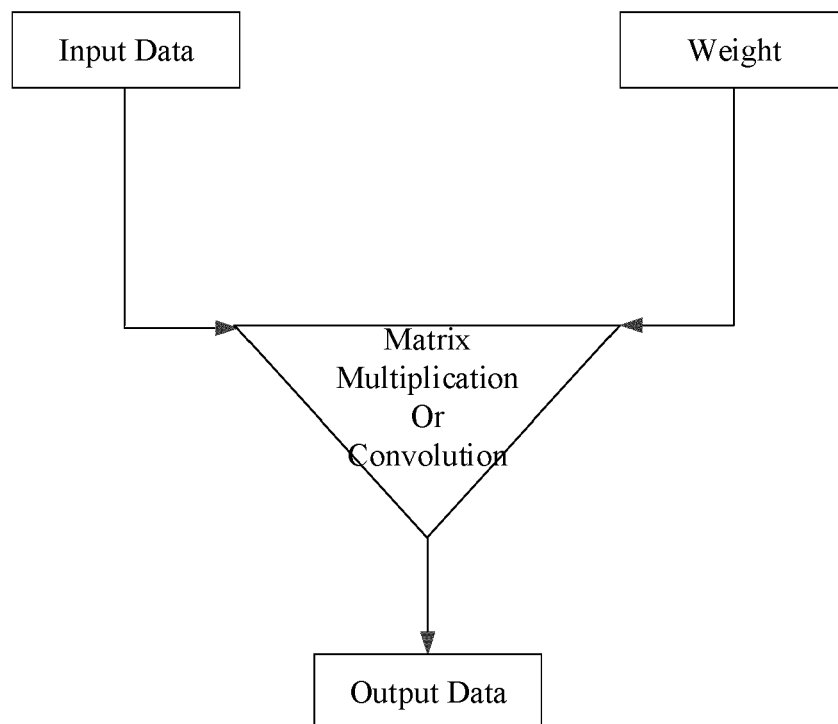 Input Data
Weight
Matrix
Multiplication
Or
Convolution
Output Data